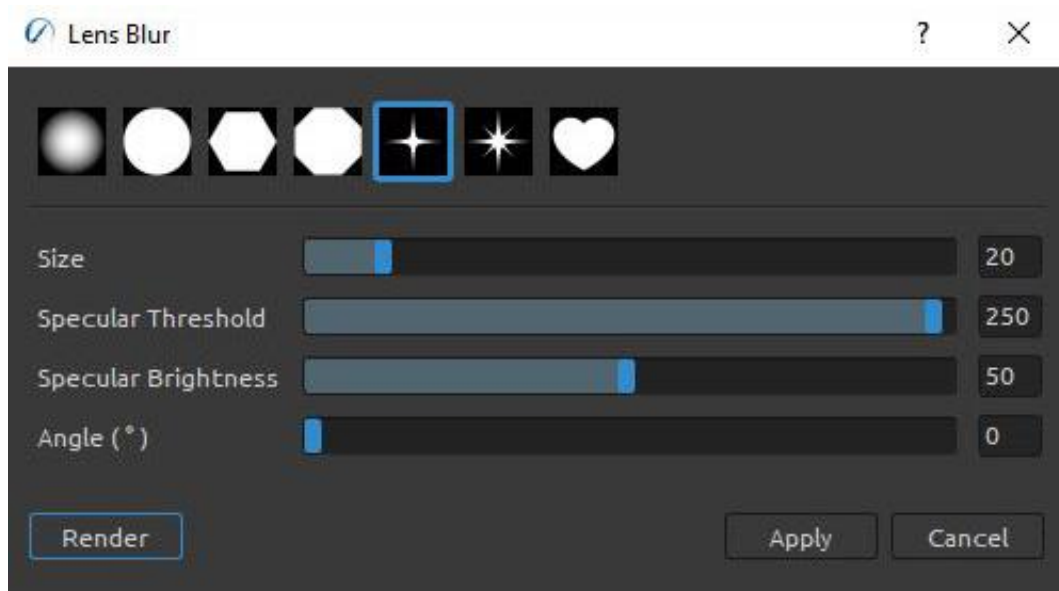 Lens Blur ?
Size 20
Specular Threshold 250
Specular Brightness 50
Angle (°) 0
Render Apply Cancel